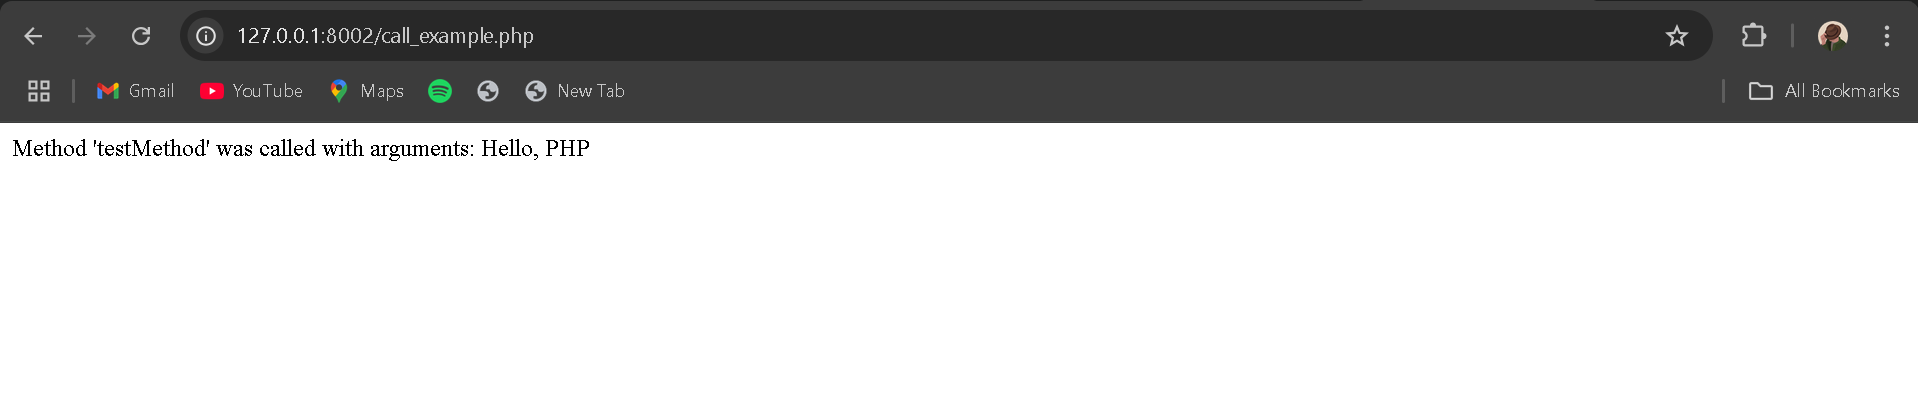 127.0.0.1:8002/call_example.php
Gmail YouTube Maps New Tab All Bookmarks
Method 'testMethod' was called with arguments: Hello, PHP